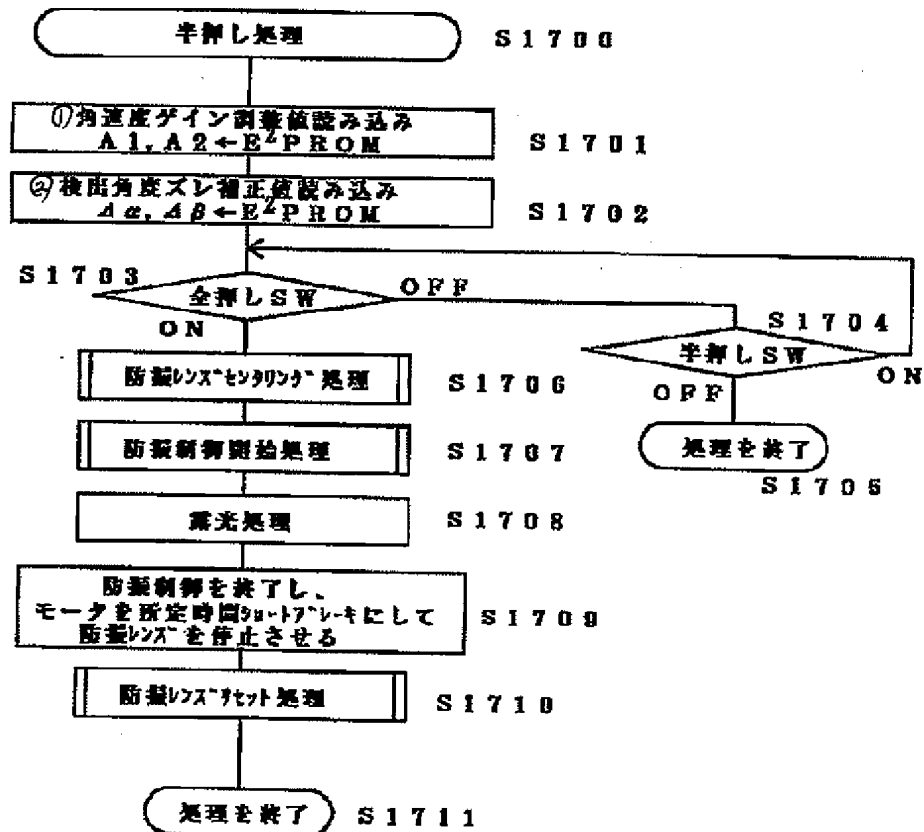 半押し処理 S1700
①角速度ゲイン調整値読み込み
A1, A2←E²PROM S1701
②検出角度ズレ補正値読み込み
Δα, Δβ←E²PROM S1702
S1703
全押しSW OFF
ON
S1704
半押しSW ON
OFF
処理を終了
S1705
防振レンズセンタリング処理 S1706
防振制御開始処理 S1707
露光処理 S1708
防振制御を終了し、
モータを所定時間ショートブレーキにして S1709
防振レンズを停止させる
防振レンズリセット処理 S1710
処理を終了 S1711